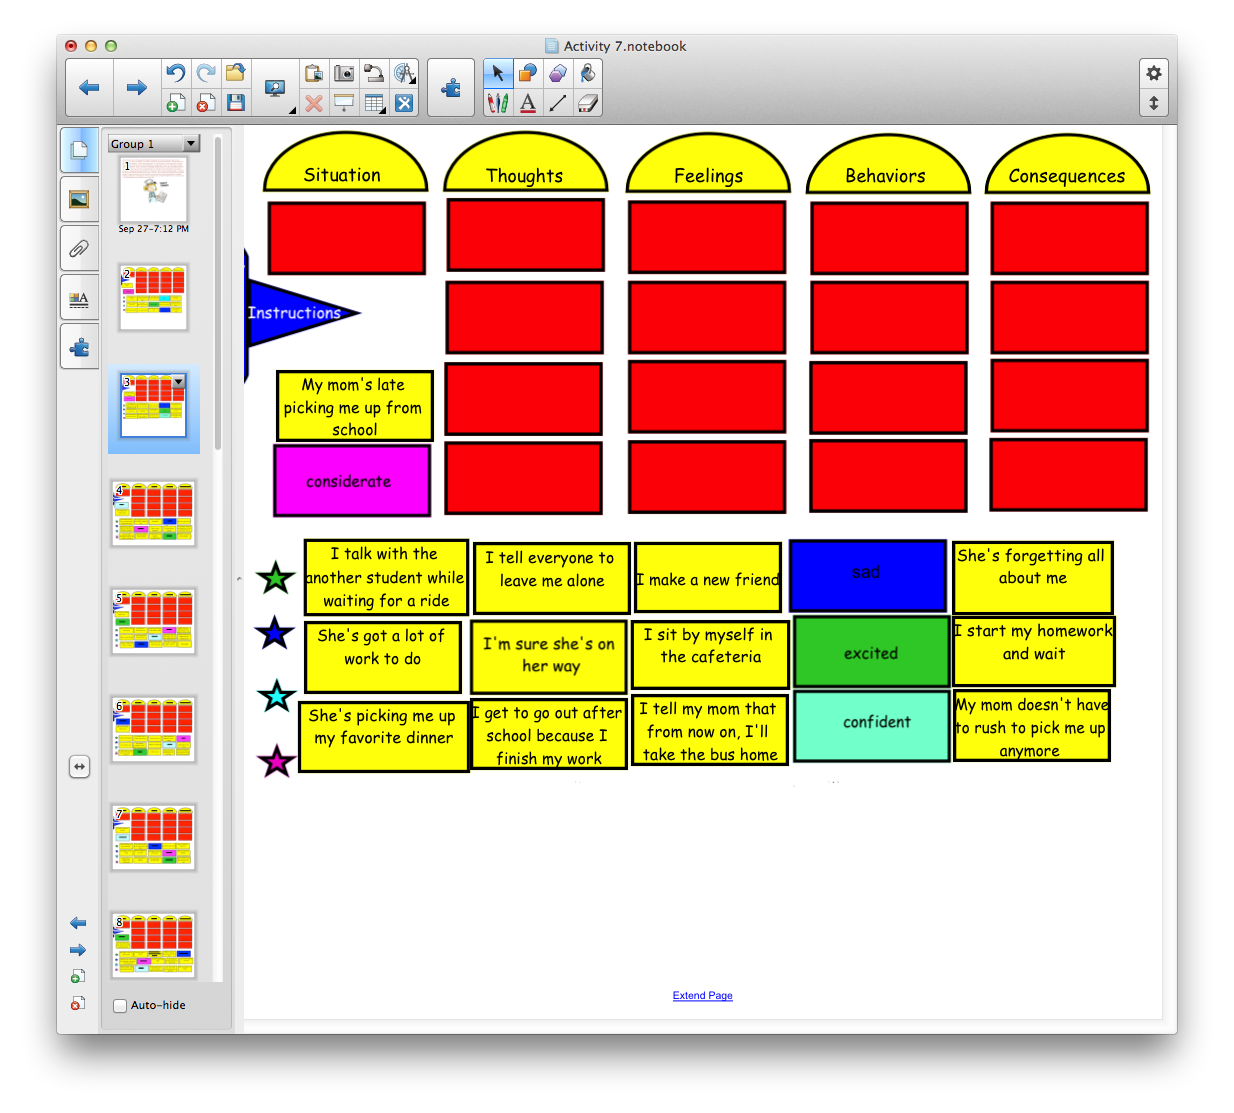 Activity 7.notebook
Group 1
1
Sep 27-7:12 PM
2
3
4
5
6
7
8
Auto-hide
Situation
Thoughts
Feelings
Behaviors
Consequences
Instructions
My mom's late
picking me up from
school
considerate
I talk with the
another student while
waiting for a ride
I tell everyone to
leave me alone
I make a new friend
sad
She's forgetting all
about me
She's got a lot of
work to do
I'm sure she's on
her way
I sit by myself in
the cafeteria
excited
I start my homework
and wait
She's picking me up
my favorite dinner
I get to go out after
school because I
finish my work
I tell my mom that
from now on, I'll
take the bus home
confident
My mom doesn't have
to rush to pick me up
anymore
Extend Page